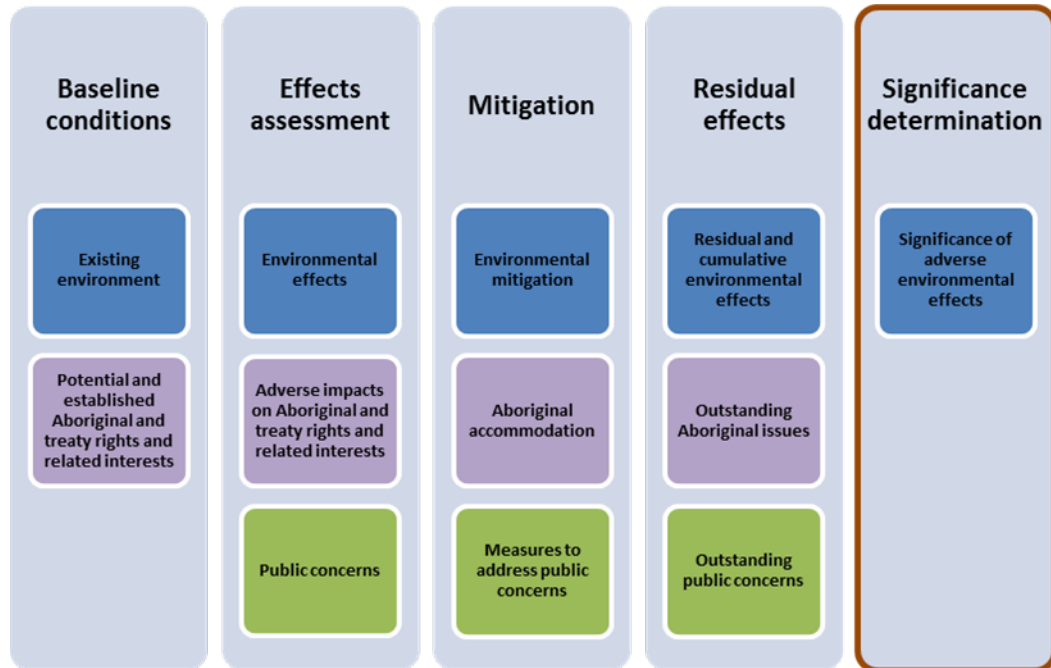 Baseline
conditions
Existing
environment
Potential and
established
Aboriginal and
treaty rights and
related interests
Effects
assessment
Environmental
effects
Adverse impacts
on Aboriginal and
treaty rights and
related interests
Public concerns
Mitigation
Environmental
mitigation
Aboriginal
accommodation
Measures to
address public
concerns
Residual
effects
Residual and
cumulative
environmental
effects
Outstanding
Aboriginal issues
Outstanding
public concerns
Significance
determination
Significance of
adverse
environmental
effects